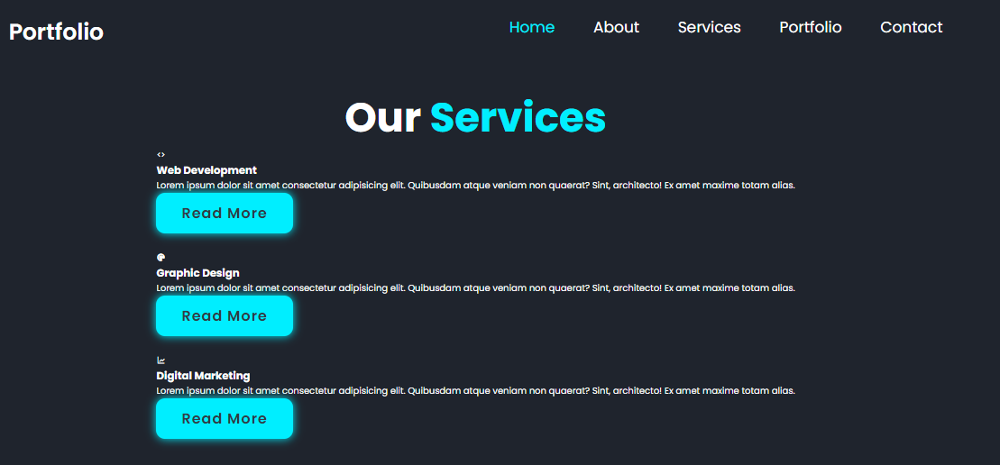 Portfolio
Home About Services Portfolio Contact
Our Services
Web Development
Lorem ipsum dolor sit amet consectetur adipisicing elit. Quibusdam atque veniam non quaerat? Sint, architecto! Ex amet maxime totam alias.
Read More
Graphic Design
Lorem ipsum dolor sit amet consectetur adipisicing elit. Quibusdam atque veniam non quaerat? Sint, architecto! Ex amet maxime totam alias.
Read More
Digital Marketing
Lorem ipsum dolor sit amet consectetur adipisicing elit. Quibusdam atque veniam non quaerat? Sint, architecto! Ex amet maxime totam alias.
Read More